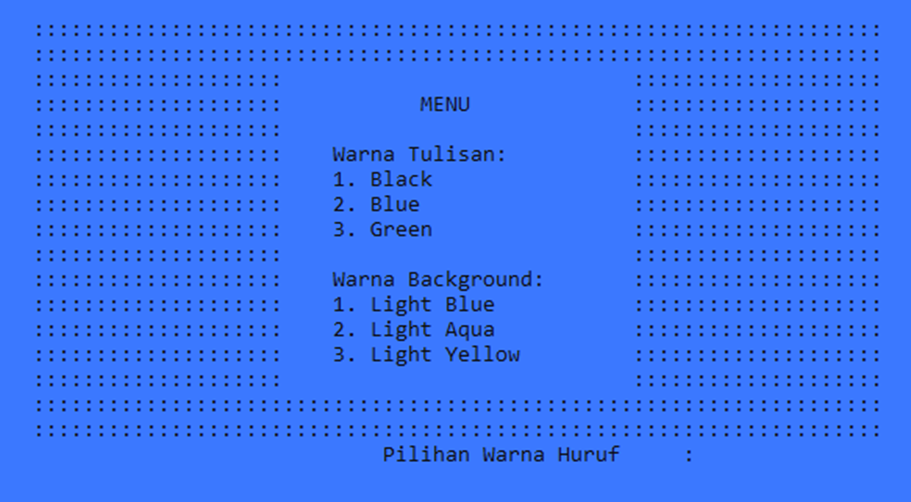 MENU
Warna Tulisan:
1. Black
2. Blue
3. Green
Warna Background:
1. Light Blue
2. Light Aqua
3. Light Yellow
Pilihan Warna Huruf :